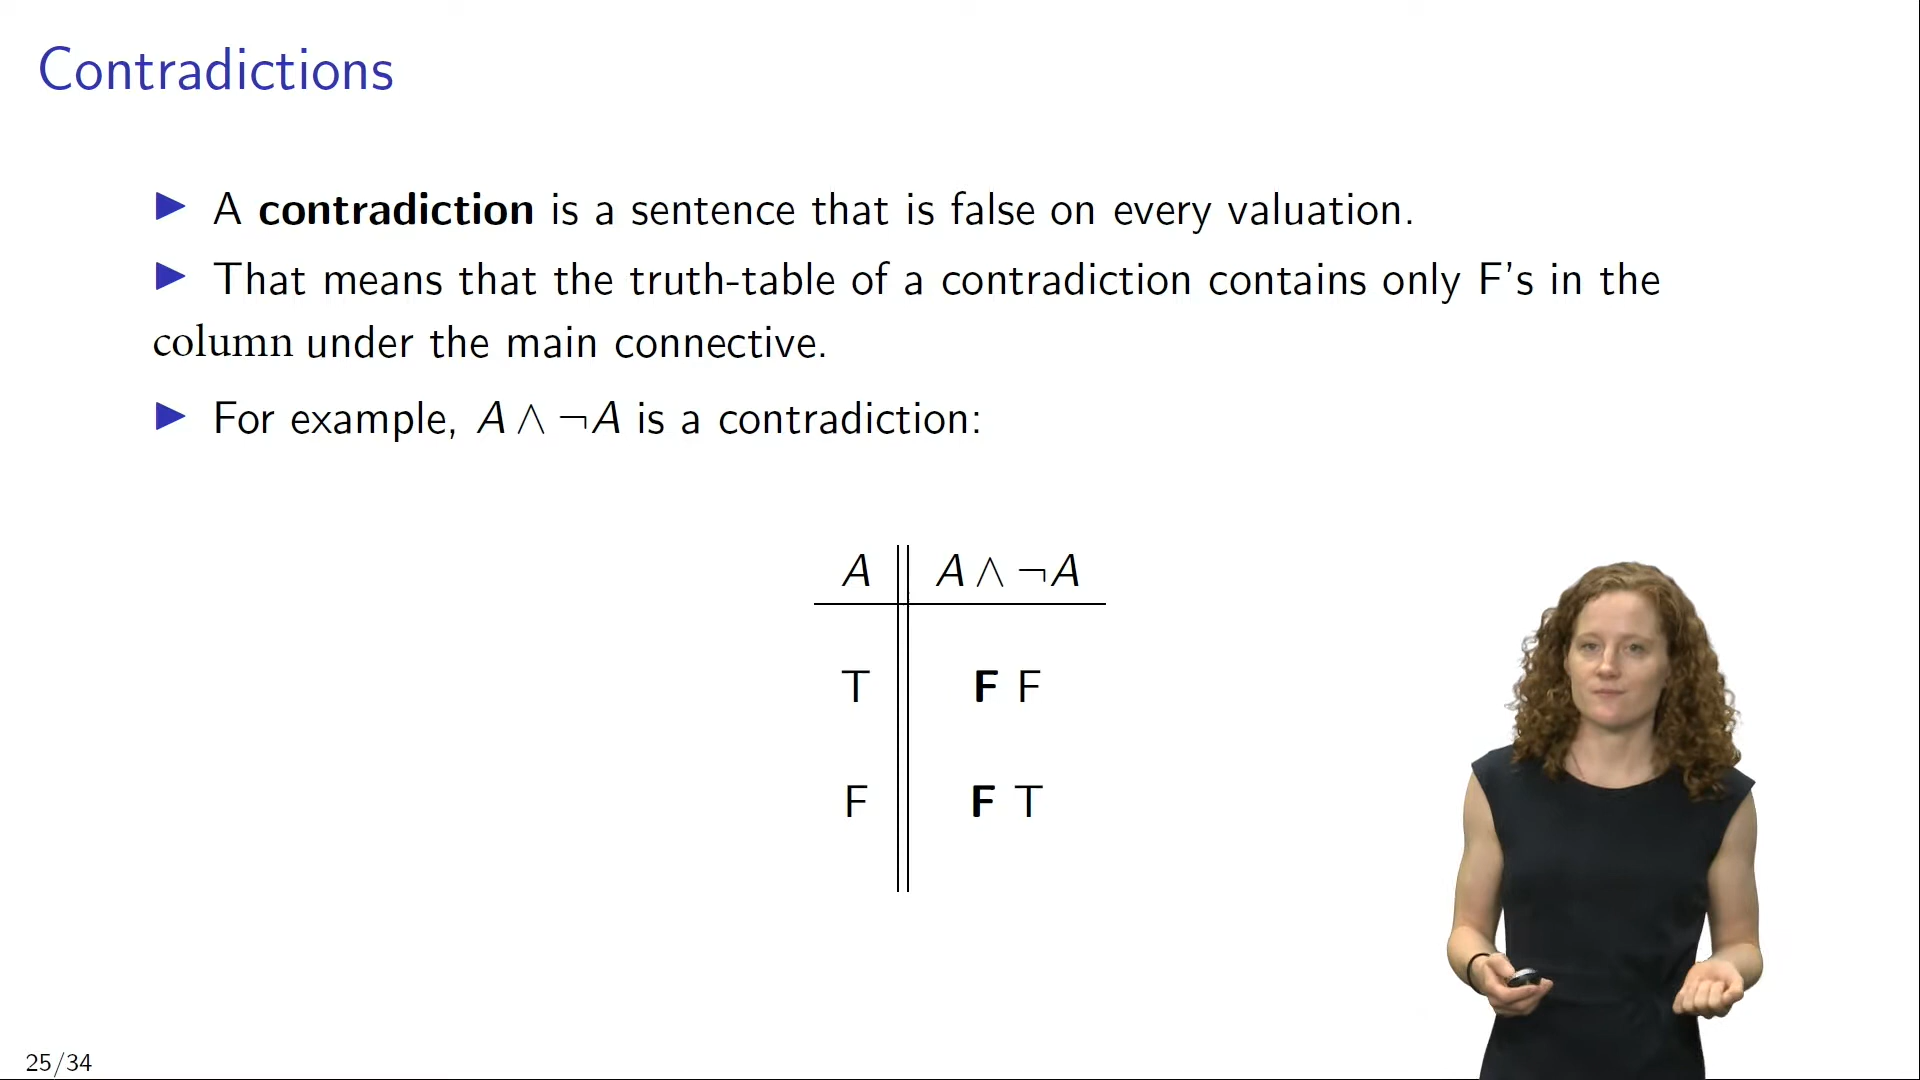 Contradictions
▶ A contradiction is a sentence that is false on every valuation.
▶ That means that the truth-table of a contradiction contains only F's in the
column under the main connective.
▶ For example, A ∧ ¬A is a contradiction:
A A ∧ ¬A
T F F
F F T
25/34